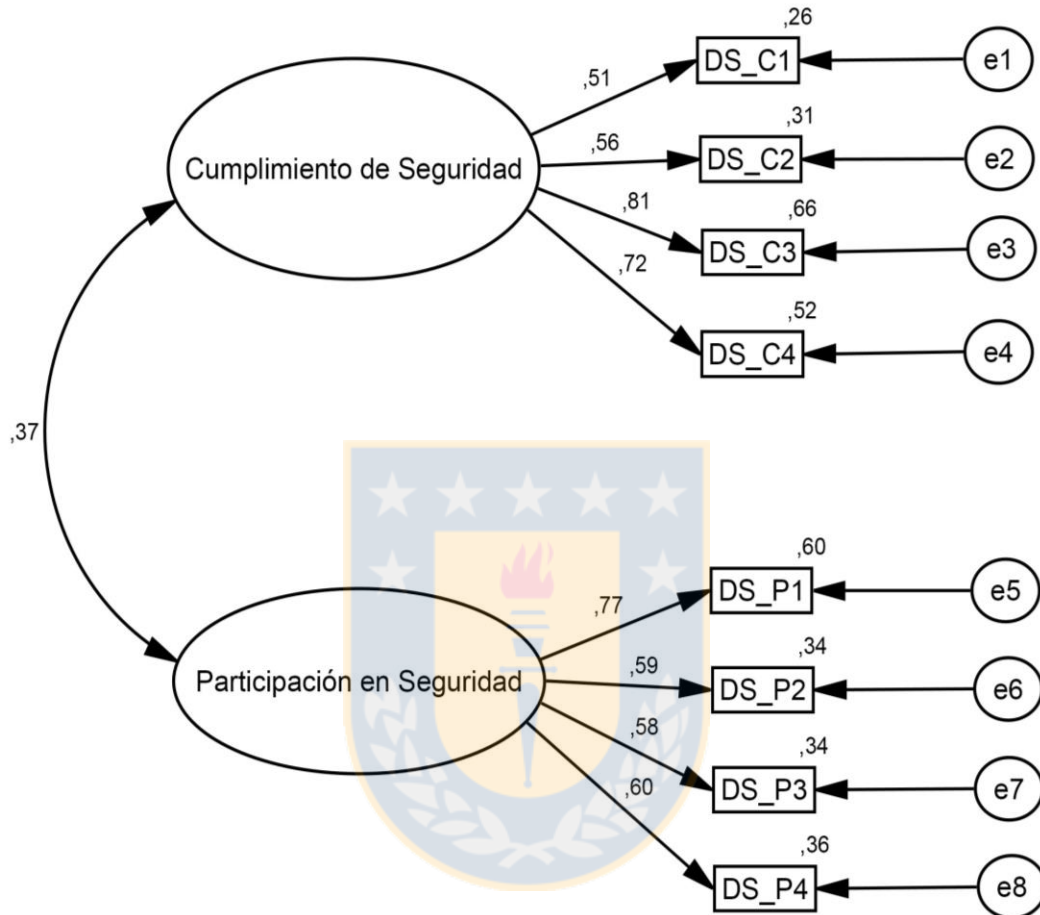 ,26
DS_C1
e1
,51
,31
DS_C2
e2
,56
Cumplimiento de Seguridad
,81
,66
DS_C3
e3
,72
,52
DS_C4
e4
,37
,60
DS_P1
e5
,77
,34
DS_P2
e6
,59
Participación en Seguridad
,58
,34
DS_P3
e7
,60
,36
DS_P4
e8